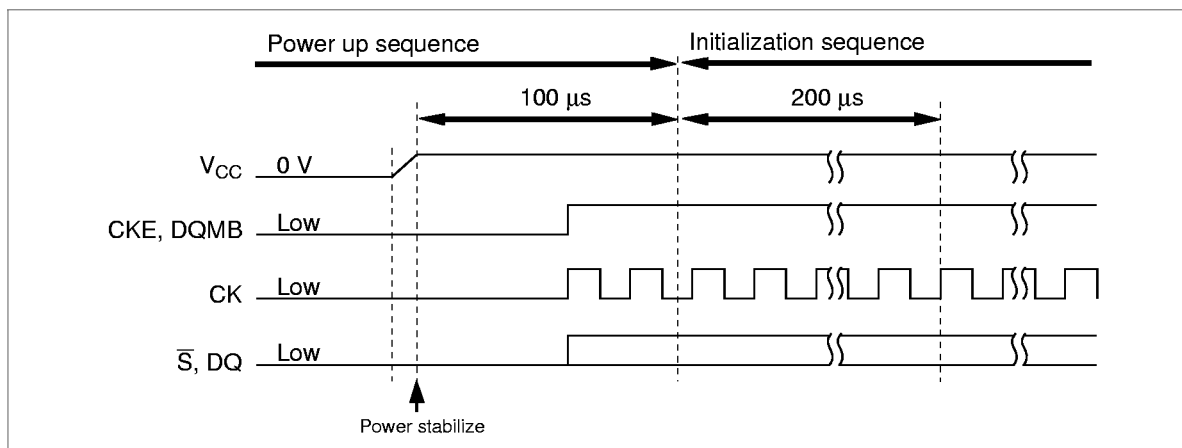 Power up sequence
Initialization sequence
100 µs
200 µs
VCC
0 V
CKE, DQMB
Low
CK
Low
S̅, DQ
Low
Power stabilize